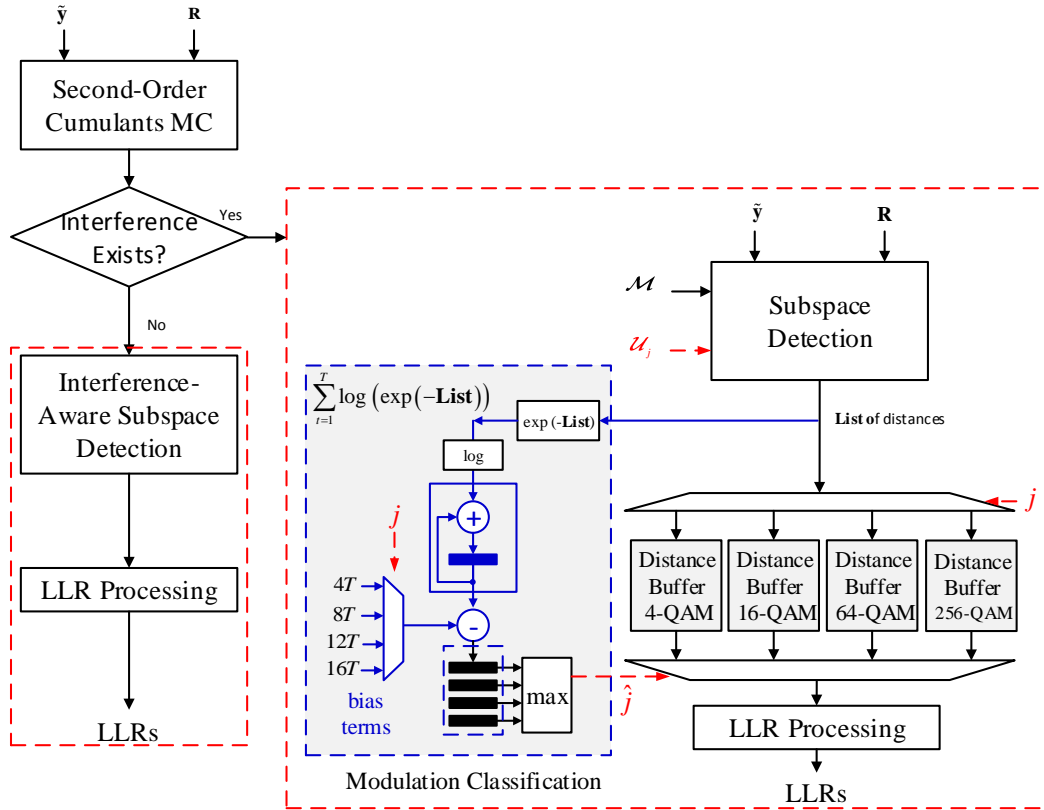 ỹ R
Second-Order
Cumulants MC
Interference
Exists?
Yes
No
Interference-
Aware Subspace
Detection
LLR Processing
LLRs
ỹ R
ℳ
𝒰_j
Subspace
Detection
List of distances
∑_{t=1}^{T} log (exp(−List))
exp(-List)
log
+
j
4T
8T
12T
16T
-
bias
terms
max
ĵ
Modulation Classification
j
Distance
Buffer
4-QAM
Distance
Buffer
16-QAM
Distance
Buffer
64-QAM
Distance
Buffer
256-QAM
LLR Processing
LLRs